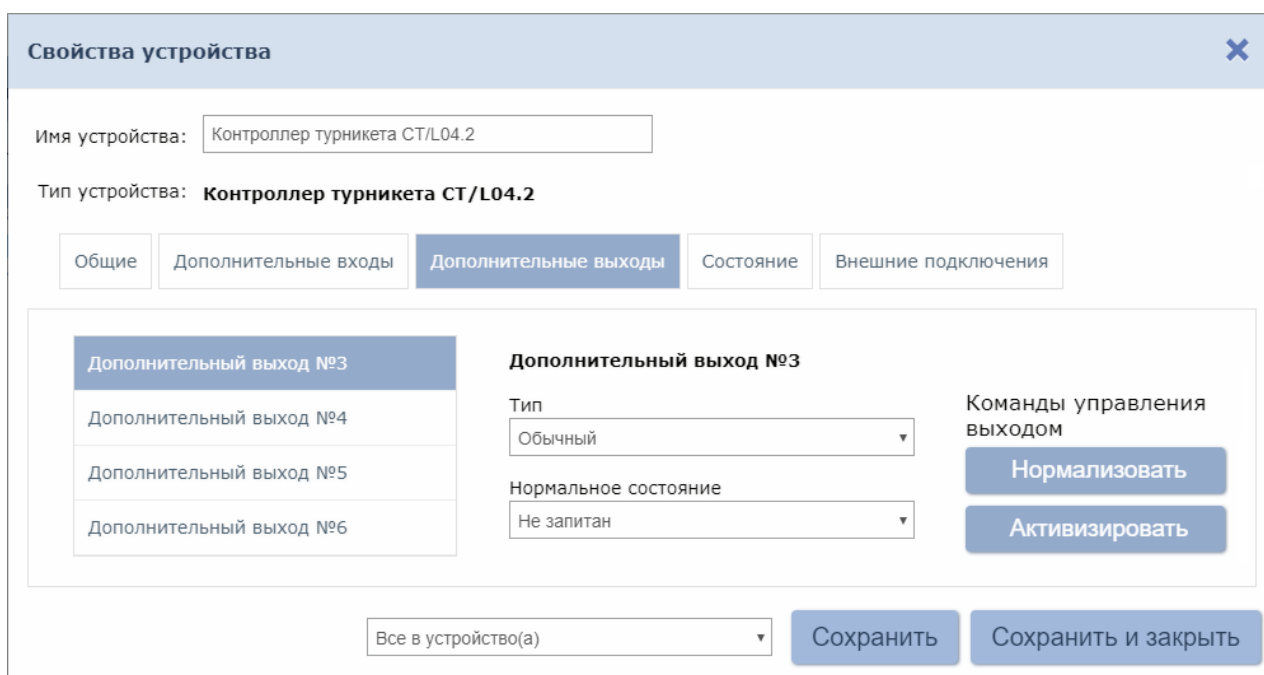 Свойства устройства
Имя устройства: Контроллер турникета CT/L04.2
Тип устройства: Контроллер турникета CT/L04.2
Общие Дополнительные входы Дополнительные выходы Состояние Внешние подключения
Дополнительный выход №3
Дополнительный выход №4
Дополнительный выход №5
Дополнительный выход №6
Дополнительный выход №3
Тип
Обычный
Нормальное состояние
Не запитан
Команды управления
выходом
Нормализовать
Активизировать
Все в устройство(а) Сохранить Сохранить и закрыть